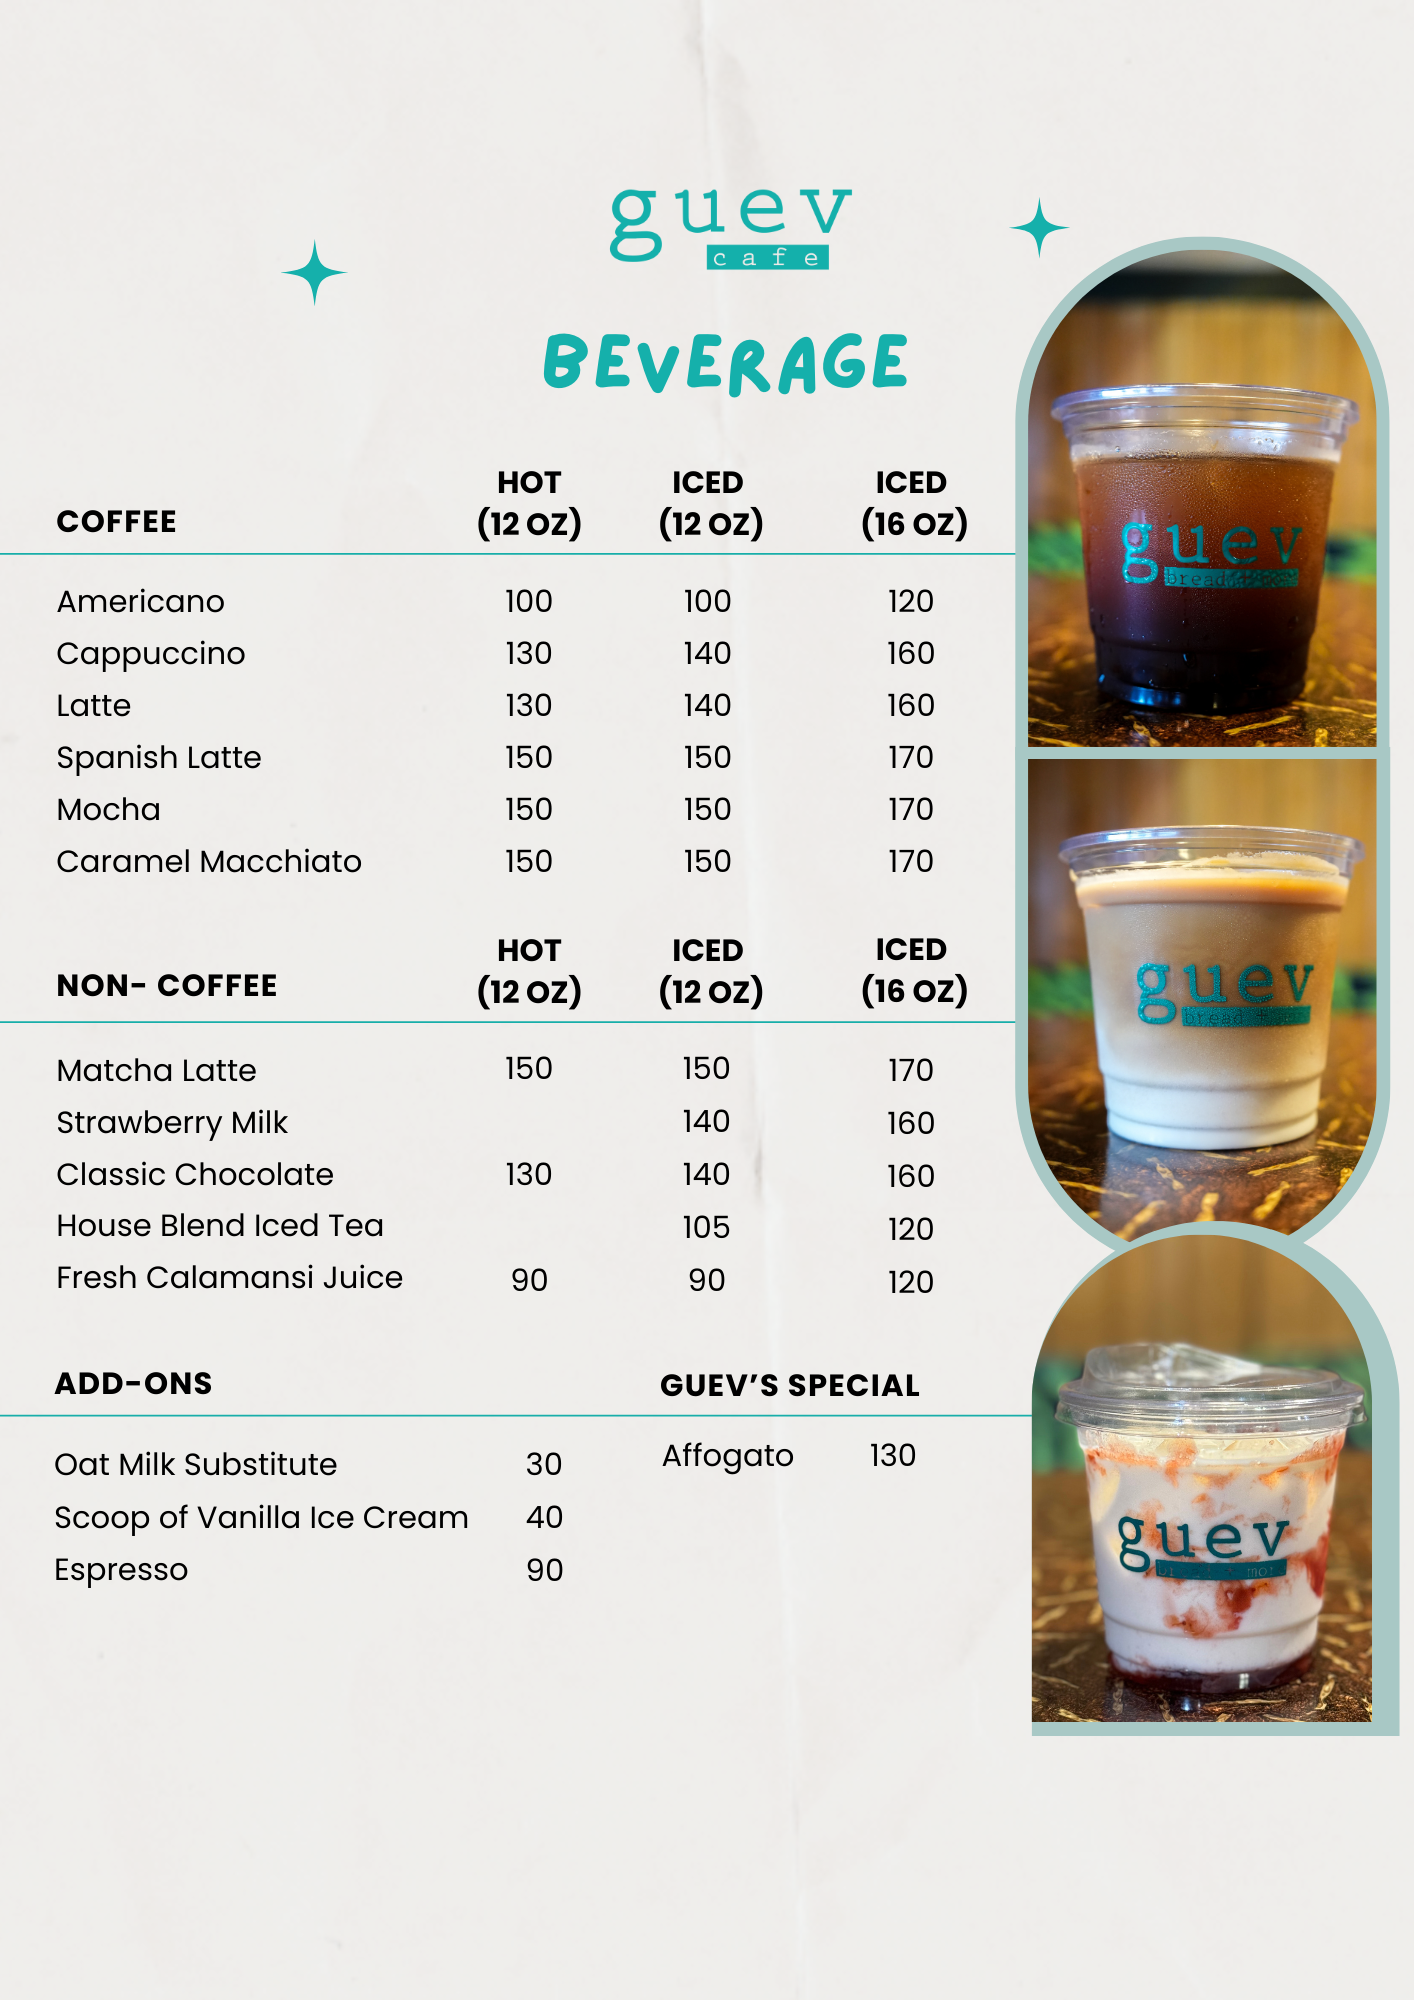 guev
cafe
BEVERAGE
COFFEE HOT (12 OZ) ICED (12 OZ) ICED (16 OZ)
Americano 100 100 120
Cappuccino 130 140 160
Latte 130 140 160
Spanish Latte 150 150 170
Mocha 150 150 170
Caramel Macchiato 150 150 170
NON- COFFEE HOT (12 OZ) ICED (12 OZ) ICED (16 OZ)
Matcha Latte 150 150 170
Strawberry Milk 140 160
Classic Chocolate 130 140 160
House Blend Iced Tea 105 120
Fresh Calamansi Juice 90 90 120
ADD-ONS
Oat Milk Substitute 30
Scoop of Vanilla Ice Cream 40
Espresso 90
GUEV'S SPECIAL
Affogato 130
guev
bread
guev
bread +
guev